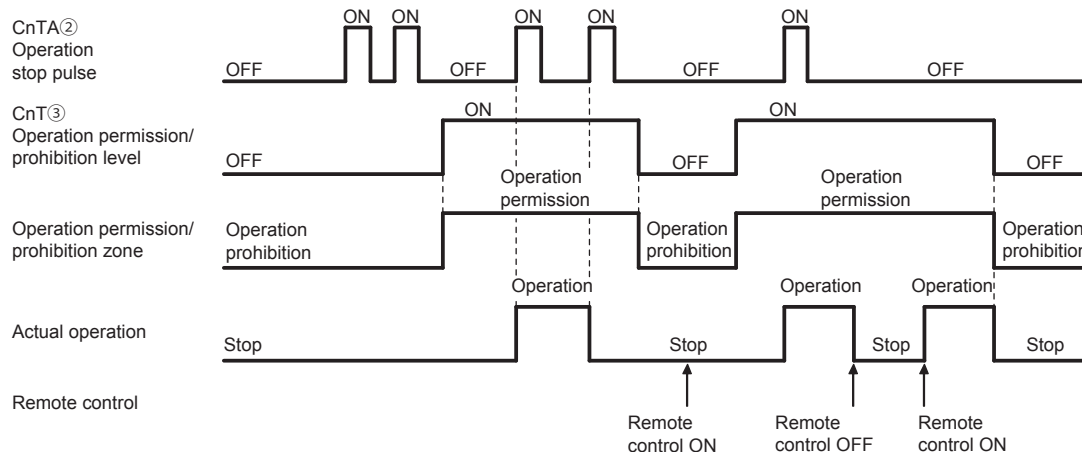 ON ON ON ON ON
CnTA②
Operation
stop pulse
OFF OFF OFF OFF
CnT③
Operation permission/
prohibition level
ON ON
OFF OFF OFF
Operation
permission
Operation
permission
Operation permission/
prohibition zone
Operation
prohibition
Operation
prohibition
Operation
prohibition
Operation Operation Operation
Actual operation
Stop Stop Stop Stop
Remote control
Remote
control ON
Remote
control OFF
Remote
control ON